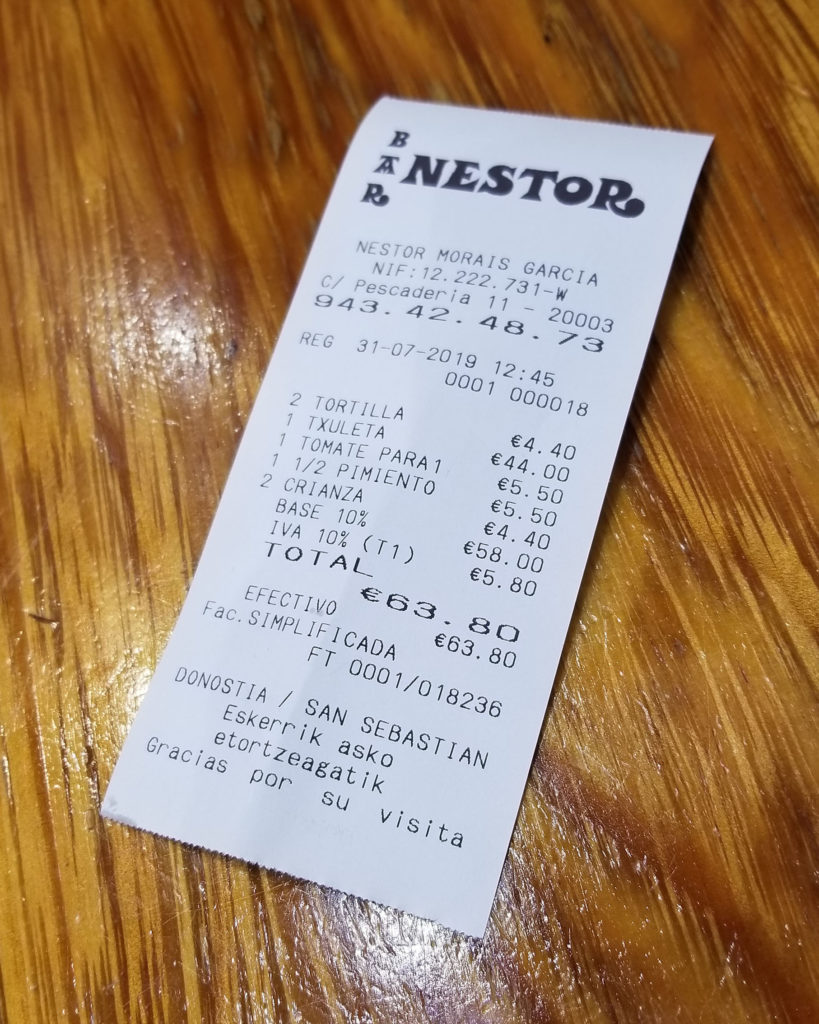 BAR NESTOR
NESTOR MORAIS GARCIA
NIF:12.222.731-W
C/ Pescaderia 11 - 20003
943.42.48.73
REG 31-07-2019 12:45
0001 000018
2 TORTILLA €4.40
1 TXULETA €44.00
1 TOMATE PARA1 €5.50
1 1/2 PIMIENTO €5.50
2 CRIANZA €4.40
BASE 10% €58.00
IVA 10% (T1) €5.80
TOTAL €63.80
EFECTIVO €63.80
Fac.SIMPLIFICADA
FT 0001/018236
DONOSTIA / SAN SEBASTIAN
Eskerrik asko
etortzeagatik
Gracias por su visita